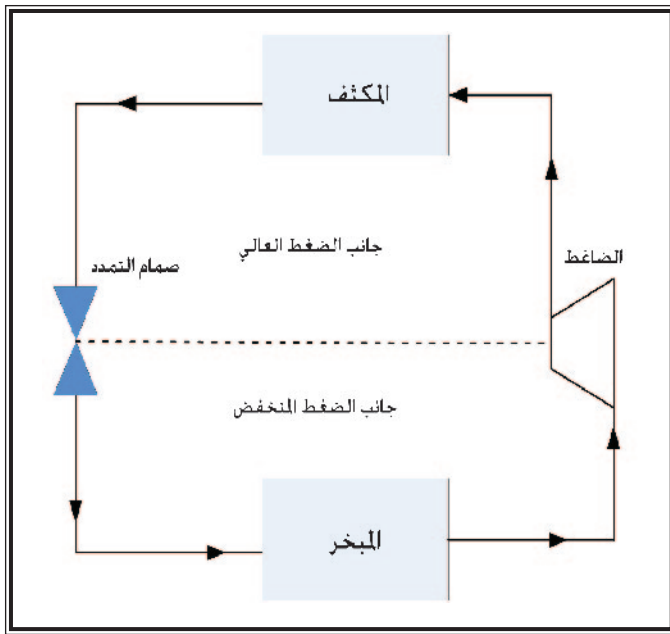 المكثف
الضاغط
جانب الضغط العالي
صمام التمدد
جانب الضغط المنخفض
المبخر